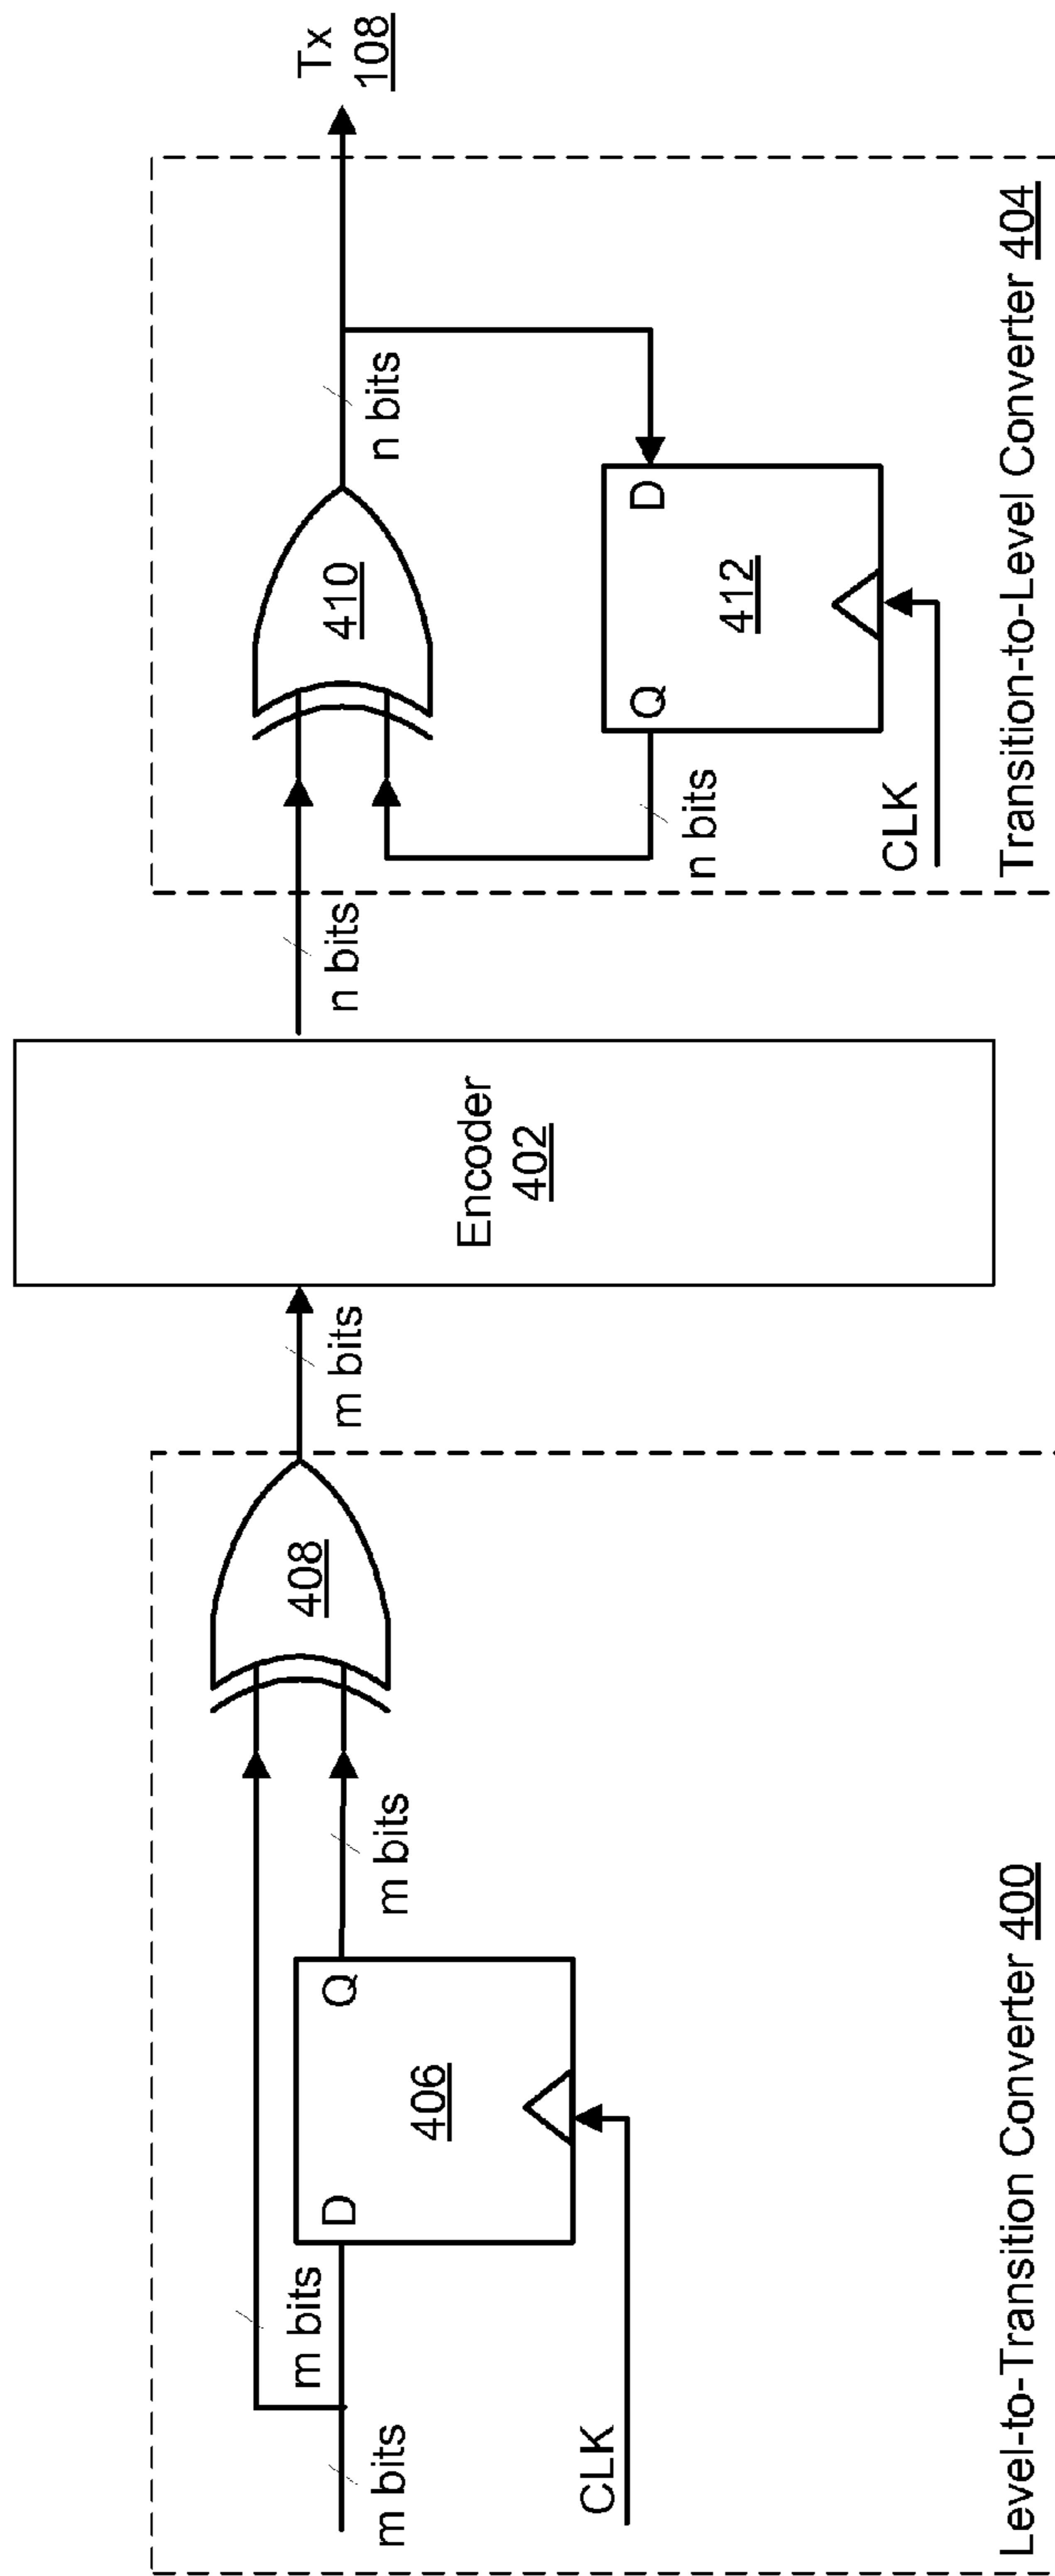 m bits
m bits
D
Q
406
CLK
m bits
408
Level-to-Transition Converter 400
m bits
Encoder
402
n bits
410
n bits
Q
D
412
n bits
CLK
Transition-to-Level Converter 404
Tx
108